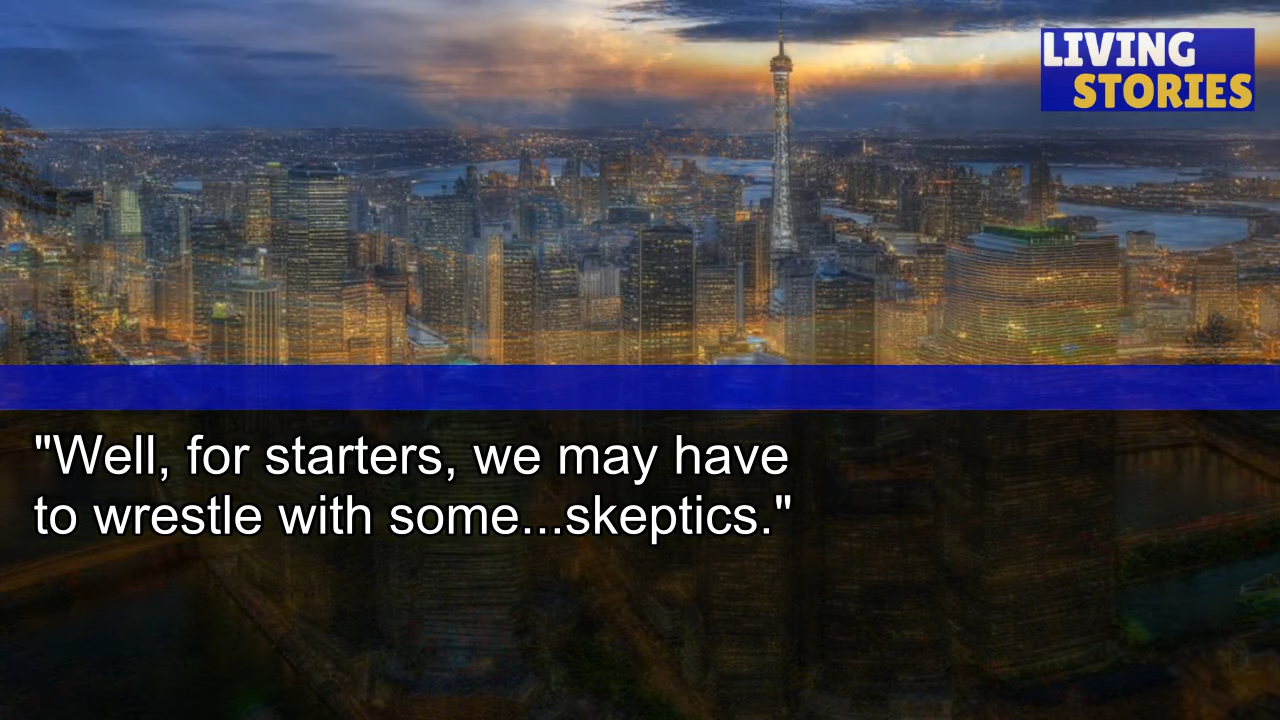 LIVING
STORIES
"Well, for starters, we may have
to wrestle with some...skeptics."